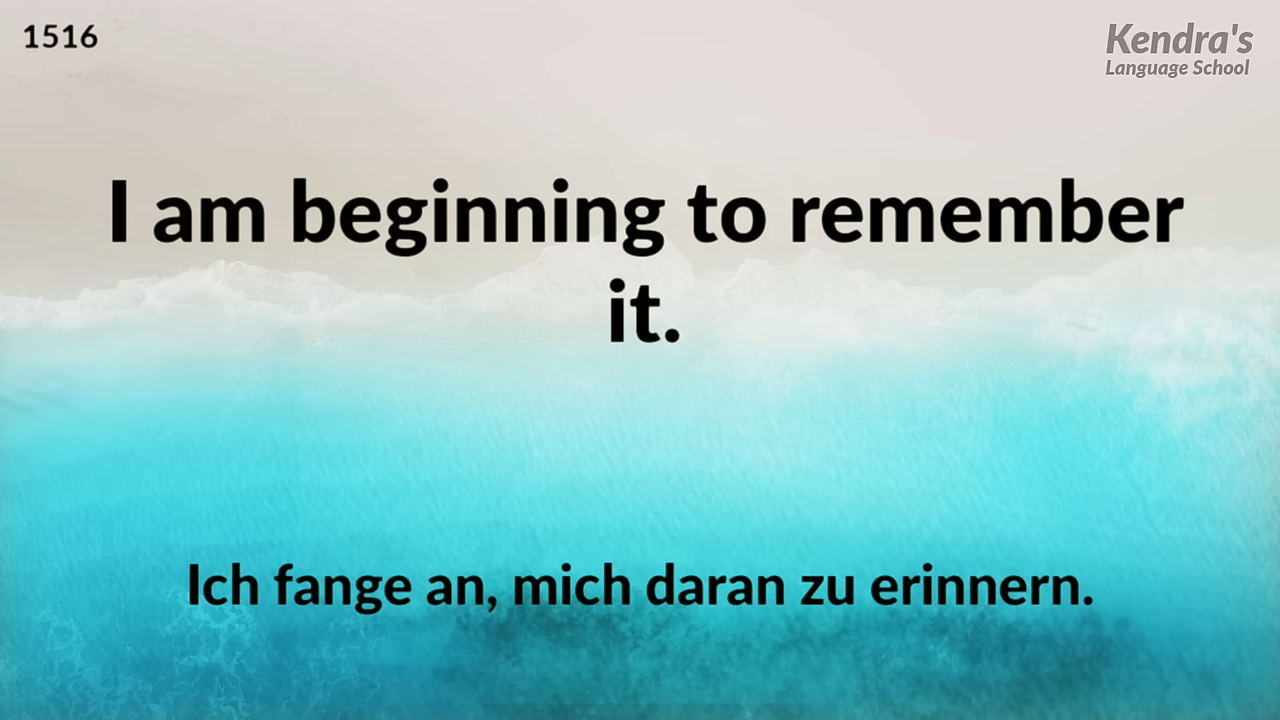 1516
Kendra's
Language School
I am beginning to remember
it.
Ich fange an, mich daran zu erinnern.